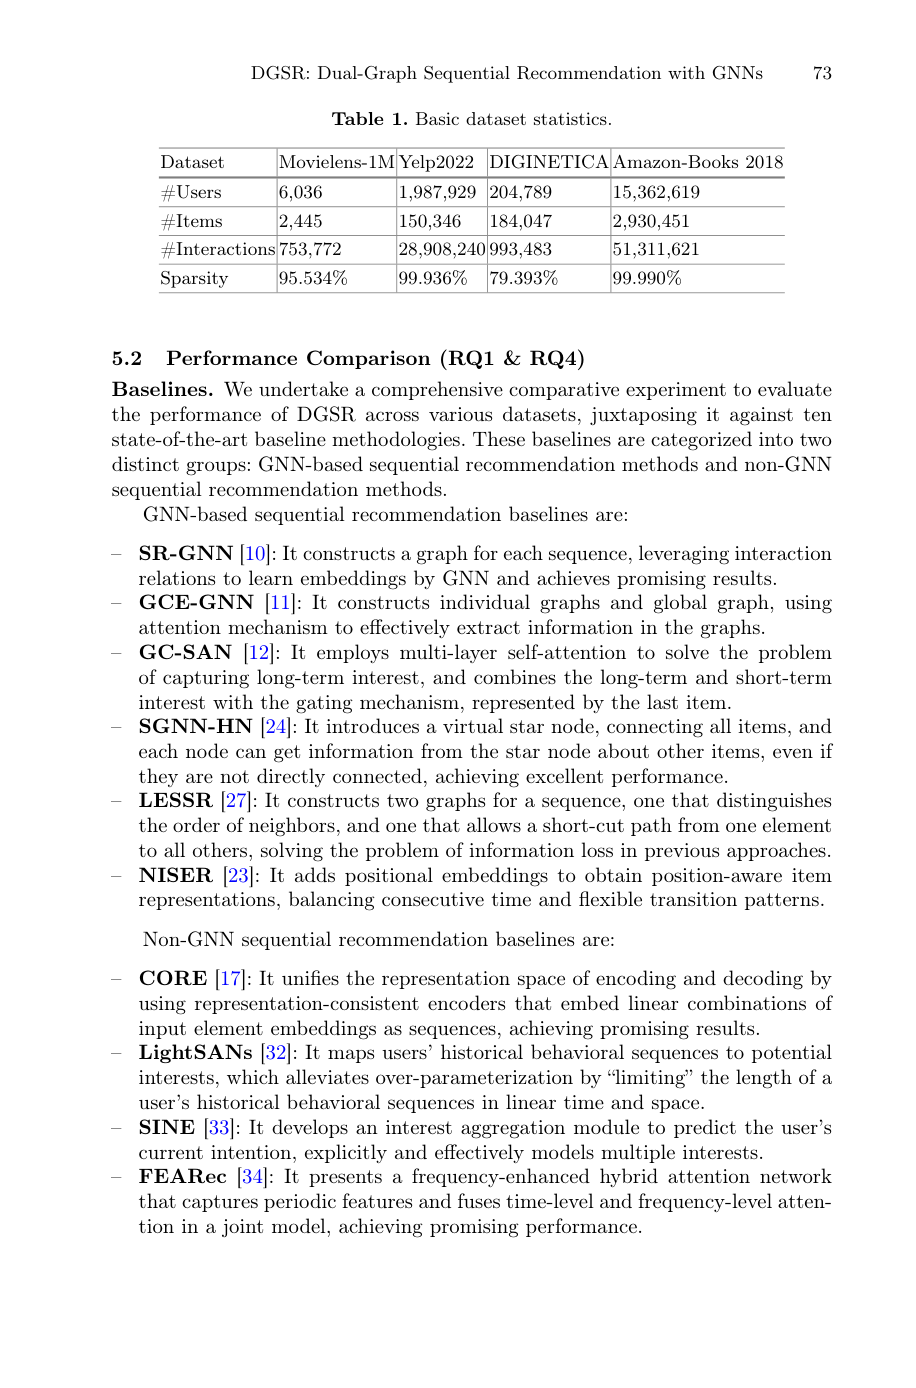 DGSR: Dual-Graph Sequential Recommendation with GNNs 73
Table 1. Basic dataset statistics.
Dataset Movielens-1M Yelp2022 DIGINETICA Amazon-Books 2018
#Users 6,036 1,987,929 204,789 15,362,619
#Items 2,445 150,346 184,047 2,930,451
#Interactions 753,772 28,908,240 993,483 51,311,621
Sparsity 95.534% 99.936% 79.393% 99.990%
5.2 Performance Comparison (RQ1 & RQ4)
Baselines. We undertake a comprehensive comparative experiment to evaluate
the performance of DGSR across various datasets, juxtaposing it against ten
state-of-the-art baseline methodologies. These baselines are categorized into two
distinct groups: GNN-based sequential recommendation methods and non-GNN
sequential recommendation methods.
GNN-based sequential recommendation baselines are:
– SR-GNN [10]: It constructs a graph for each sequence, leveraging interaction
relations to learn embeddings by GNN and achieves promising results.
– GCE-GNN [11]: It constructs individual graphs and global graph, using
attention mechanism to effectively extract information in the graphs.
– GC-SAN [12]: It employs multi-layer self-attention to solve the problem
of capturing long-term interest, and combines the long-term and short-term
interest with the gating mechanism, represented by the last item.
– SGNN-HN [24]: It introduces a virtual star node, connecting all items, and
each node can get information from the star node about other items, even if
they are not directly connected, achieving excellent performance.
– LESSR [27]: It constructs two graphs for a sequence, one that distinguishes
the order of neighbors, and one that allows a short-cut path from one element
to all others, solving the problem of information loss in previous approaches.
– NISER [23]: It adds positional embeddings to obtain position-aware item
representations, balancing consecutive time and flexible transition patterns.
Non-GNN sequential recommendation baselines are:
– CORE [17]: It unifies the representation space of encoding and decoding by
using representation-consistent encoders that embed linear combinations of
input element embeddings as sequences, achieving promising results.
– LightSANs [32]: It maps users' historical behavioral sequences to potential
interests, which alleviates over-parameterization by “limiting” the length of a
user's historical behavioral sequences in linear time and space.
– SINE [33]: It develops an interest aggregation module to predict the user's
current intention, explicitly and effectively models multiple interests.
– FEARec [34]: It presents a frequency-enhanced hybrid attention network
that captures periodic features and fuses time-level and frequency-level atten-
tion in a joint model, achieving promising performance.